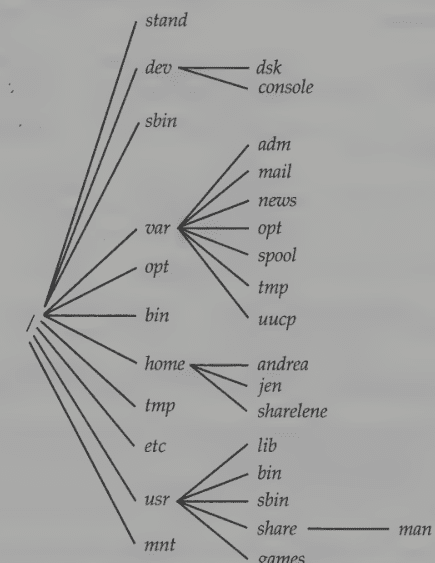 stand
dev
dsk
console
sbin
var
adm
mail
news
opt
spool
tmp
uucp
opt
bin
/
home
andrea
jen
sharelene
tmp
etc
usr
lib
bin
sbin
share
man
games
mnt